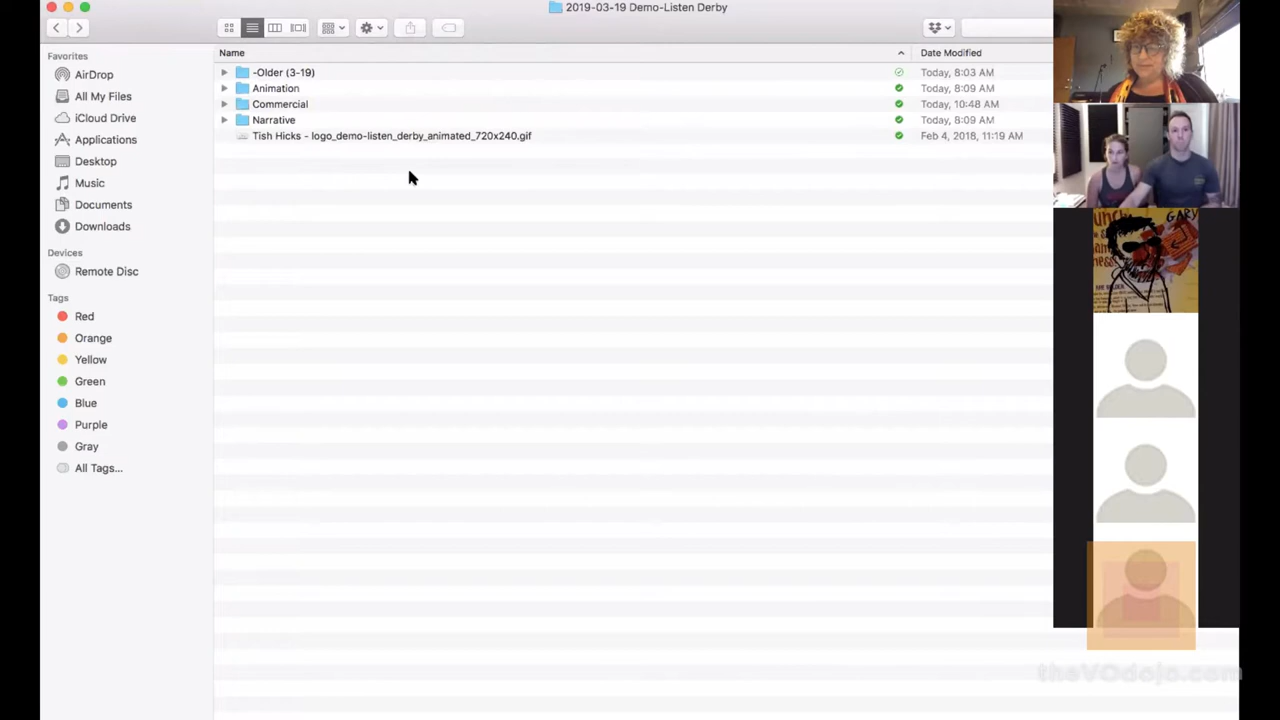 2019-03-19 Demo-Listen Derby
Favorites
AirDrop
All My Files
iCloud Drive
Applications
Desktop
Music
Documents
Downloads
Devices
Remote Disc
Tags
Red
Orange
Yellow
Green
Blue
Purple
Gray
All Tags...
Name Date Modified
-Older (3-19) Today, 8:03 AM
Animation Today, 8:09 AM
Commercial Today, 10:48 AM
Narrative Today, 8:09 AM
Tish Hicks - logo_demo-listen_derby_animated_720x240.gif Feb 4, 2018, 11:19 AM
GARY
theVOdojo.com